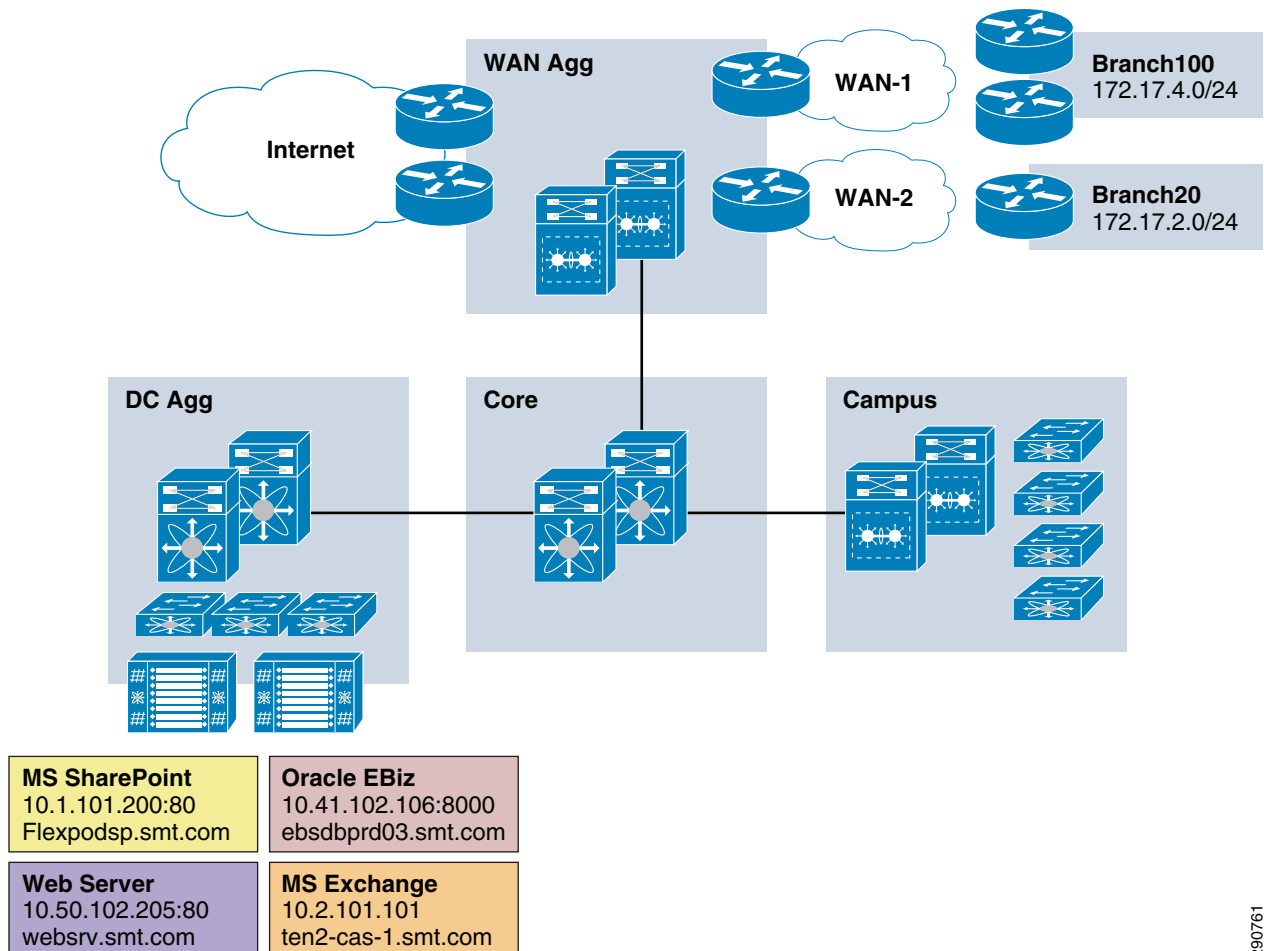 WAN Agg
Internet
WAN-1
Branch100
172.17.4.0/24
WAN-2
Branch20
172.17.2.0/24
DC Agg
Core
Campus
MS SharePoint
10.1.101.200:80
Flexpodsp.smt.com
Oracle EBiz
10.41.102.106:8000
ebsdbprd03.smt.com
Web Server
10.50.102.205:80
websrv.smt.com
MS Exchange
10.2.101.101
ten2-cas-1.smt.com
290761